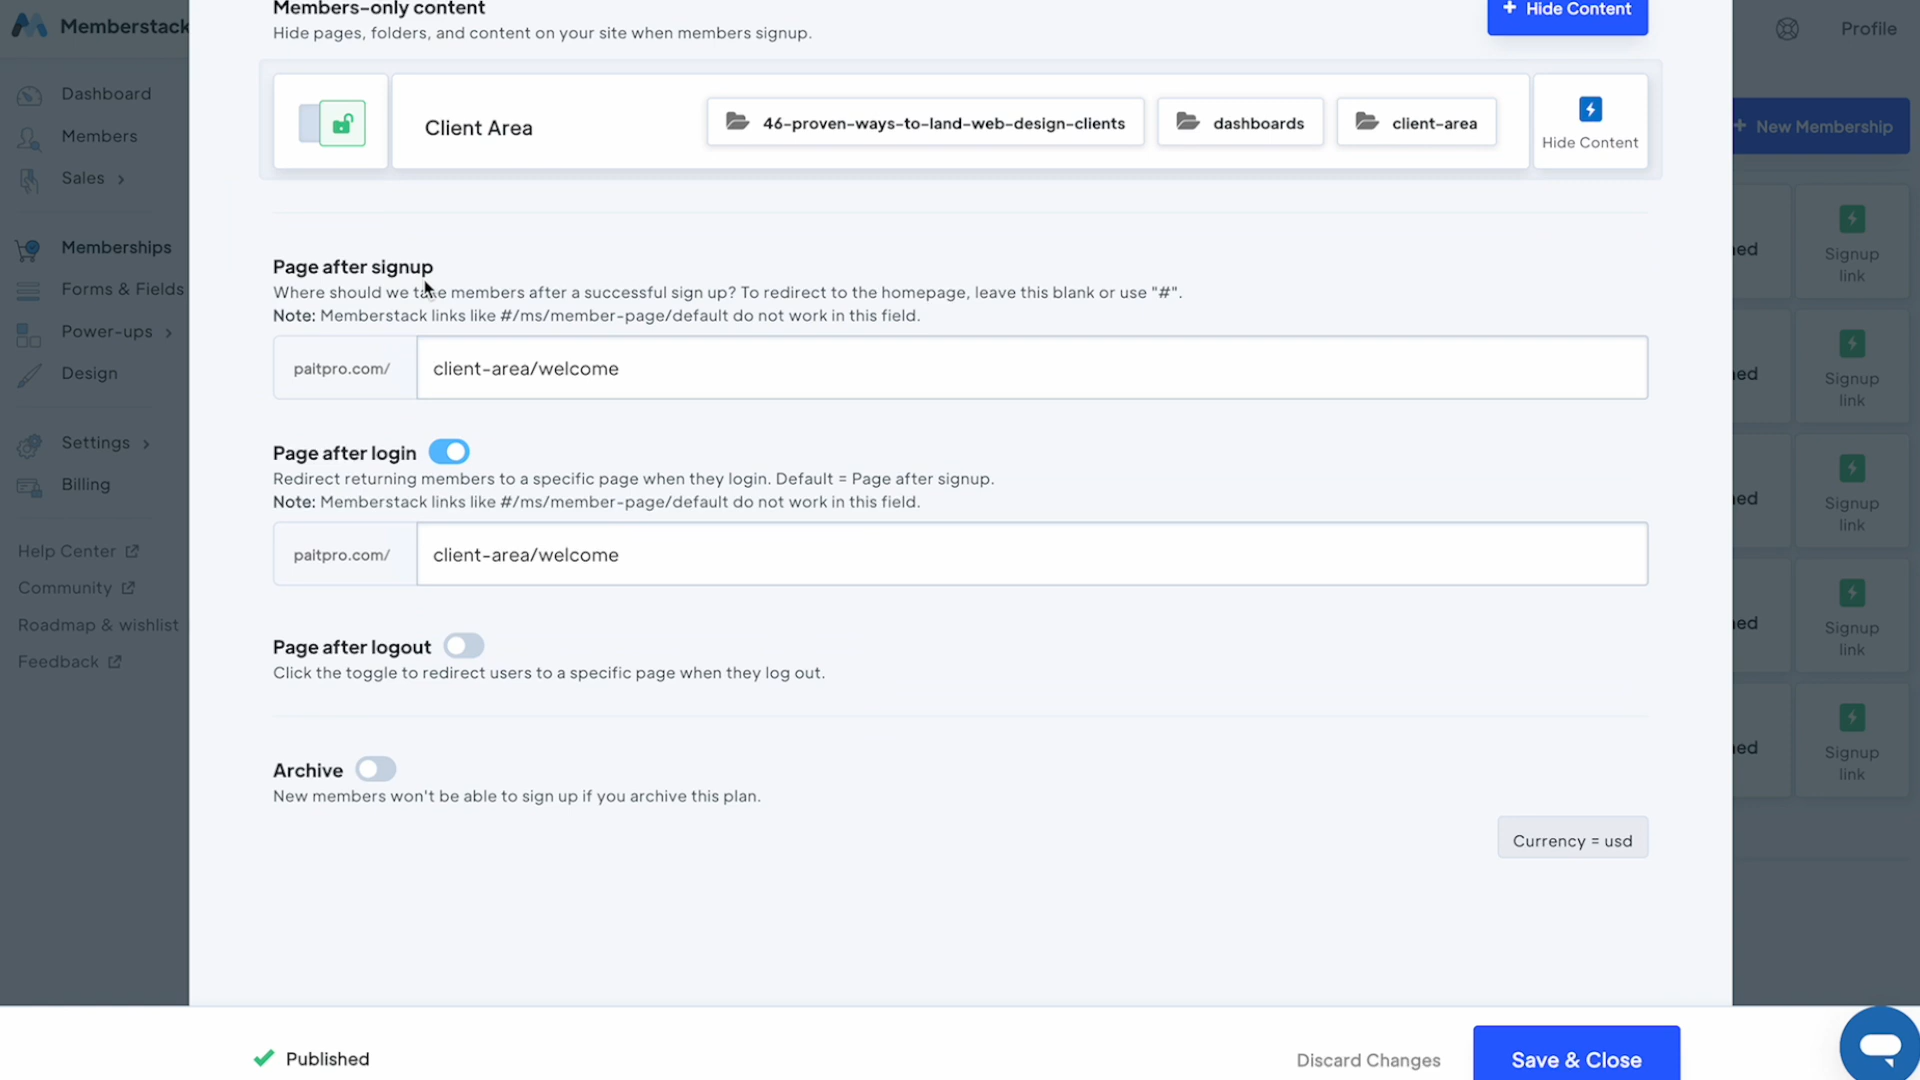 Memberstack
Dashboard
Members
Sales
Memberships
Forms & Fields
Power-ups
Design
Settings
Billing
Help Center
Community
Roadmap & wishlist
Feedback
Members-only content
+ Hide Content
Hide pages, folders, and content on your site when members signup.
Client Area
46-proven-ways-to-land-web-design-clients
dashboards
client-area
Hide Content
Page after signup
Where should we take members after a successful sign up? To redirect to the homepage, leave this blank or use "#".
Note: Memberstack links like #/ms/member-page/default do not work in this field.
paitpro.com/
client-area/welcome
Page after login
Redirect returning members to a specific page when they login. Default = Page after signup.
Note: Memberstack links like #/ms/member-page/default do not work in this field.
paitpro.com/
client-area/welcome
Page after logout
Click the toggle to redirect users to a specific page when they log out.
Archive
New members won't be able to sign up if you archive this plan.
Currency = usd
Published
Discard Changes
Save & Close
Profile
+ New Membership
ned
Signup
link
ed
Signup
link
ed
Signup
link
ed
Signup
link
ed
Signup
link